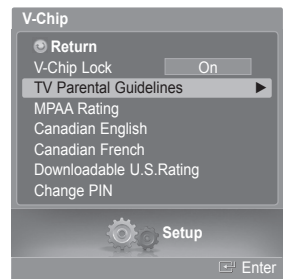 V-Chip
Return
V-Chip Lock On
TV Parental Guidelines
MPAA Rating
Canadian English
Canadian French
Downloadable U.S.Rating
Change PIN
Setup
Enter